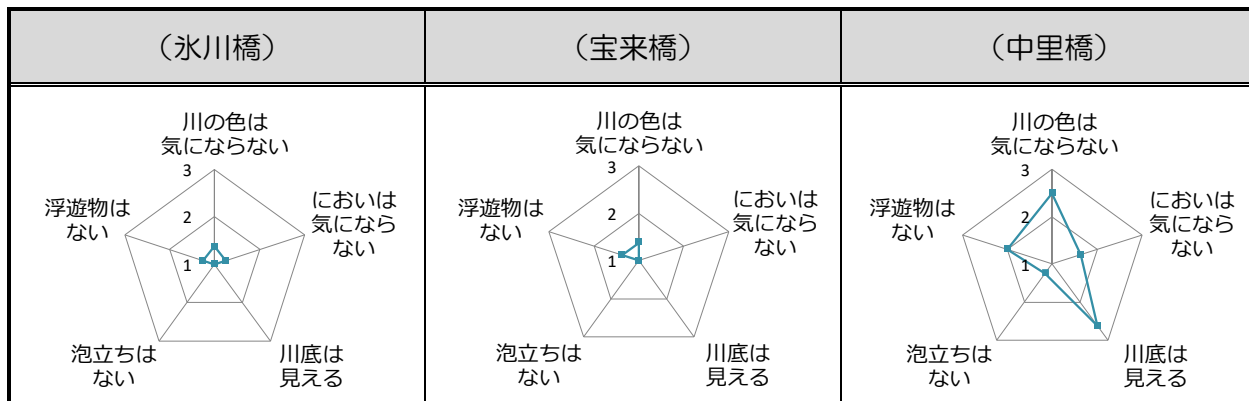 （氷川橋）
（宝来橋）
（中里橋）
川の色は
気にならない
3
2
1
においは
気になら
ない
川底は
見える
泡立ちは
ない
浮遊物は
ない
川の色は
気にならない
3
2
1
においは
気になら
ない
川底は
見える
泡立ちは
ない
浮遊物は
ない
川の色は
気にならない
3
2
1
においは
気になら
ない
川底は
見える
泡立ちは
ない
浮遊物は
ない